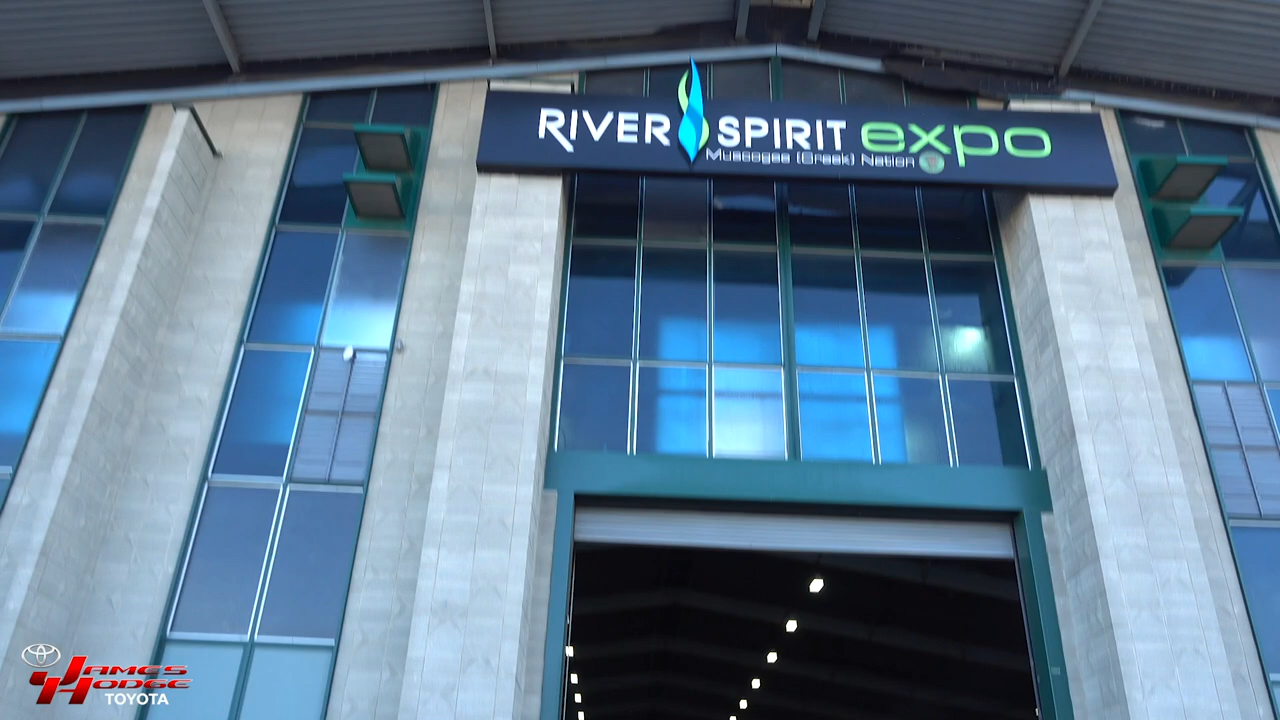 RIVER SPIRIT expo
Muscogee (Creek) Nation
JAMES
HODGE
TOYOTA